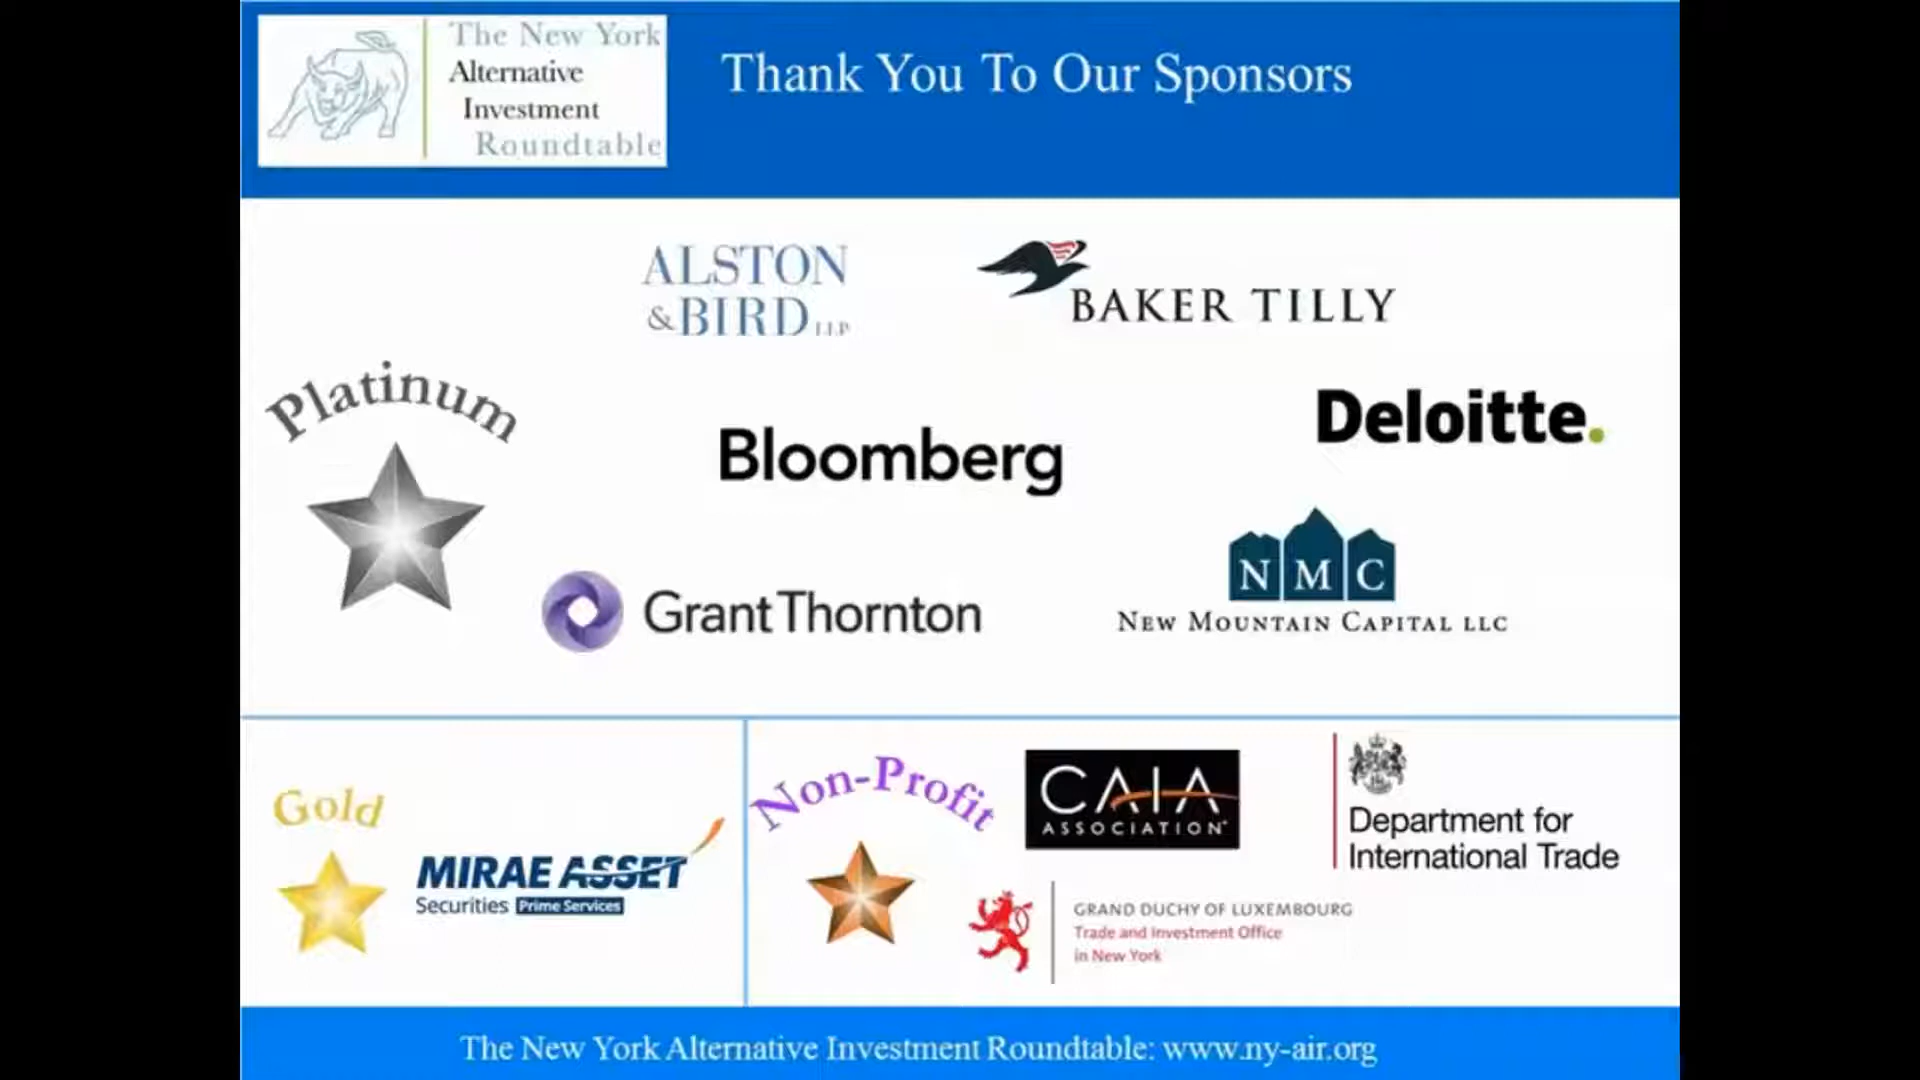 The New York
Alternative
Investment
Roundtable
Thank You To Our Sponsors
ALSTON
& BIRD LLP
BAKER TILLY
Platinum
Bloomberg
Deloitte.
Grant Thornton
N M C
NEW MOUNTAIN CAPITAL LLC
Gold
MIRAE ASSET
Securities Prime Services
Non-Profit
CAIA
ASSOCIATION
Department for
International Trade
GRAND DUCHY OF LUXEMBOURG
Trade and Investment Office
in New York
The New York Alternative Investment Roundtable: www.ny-air.org